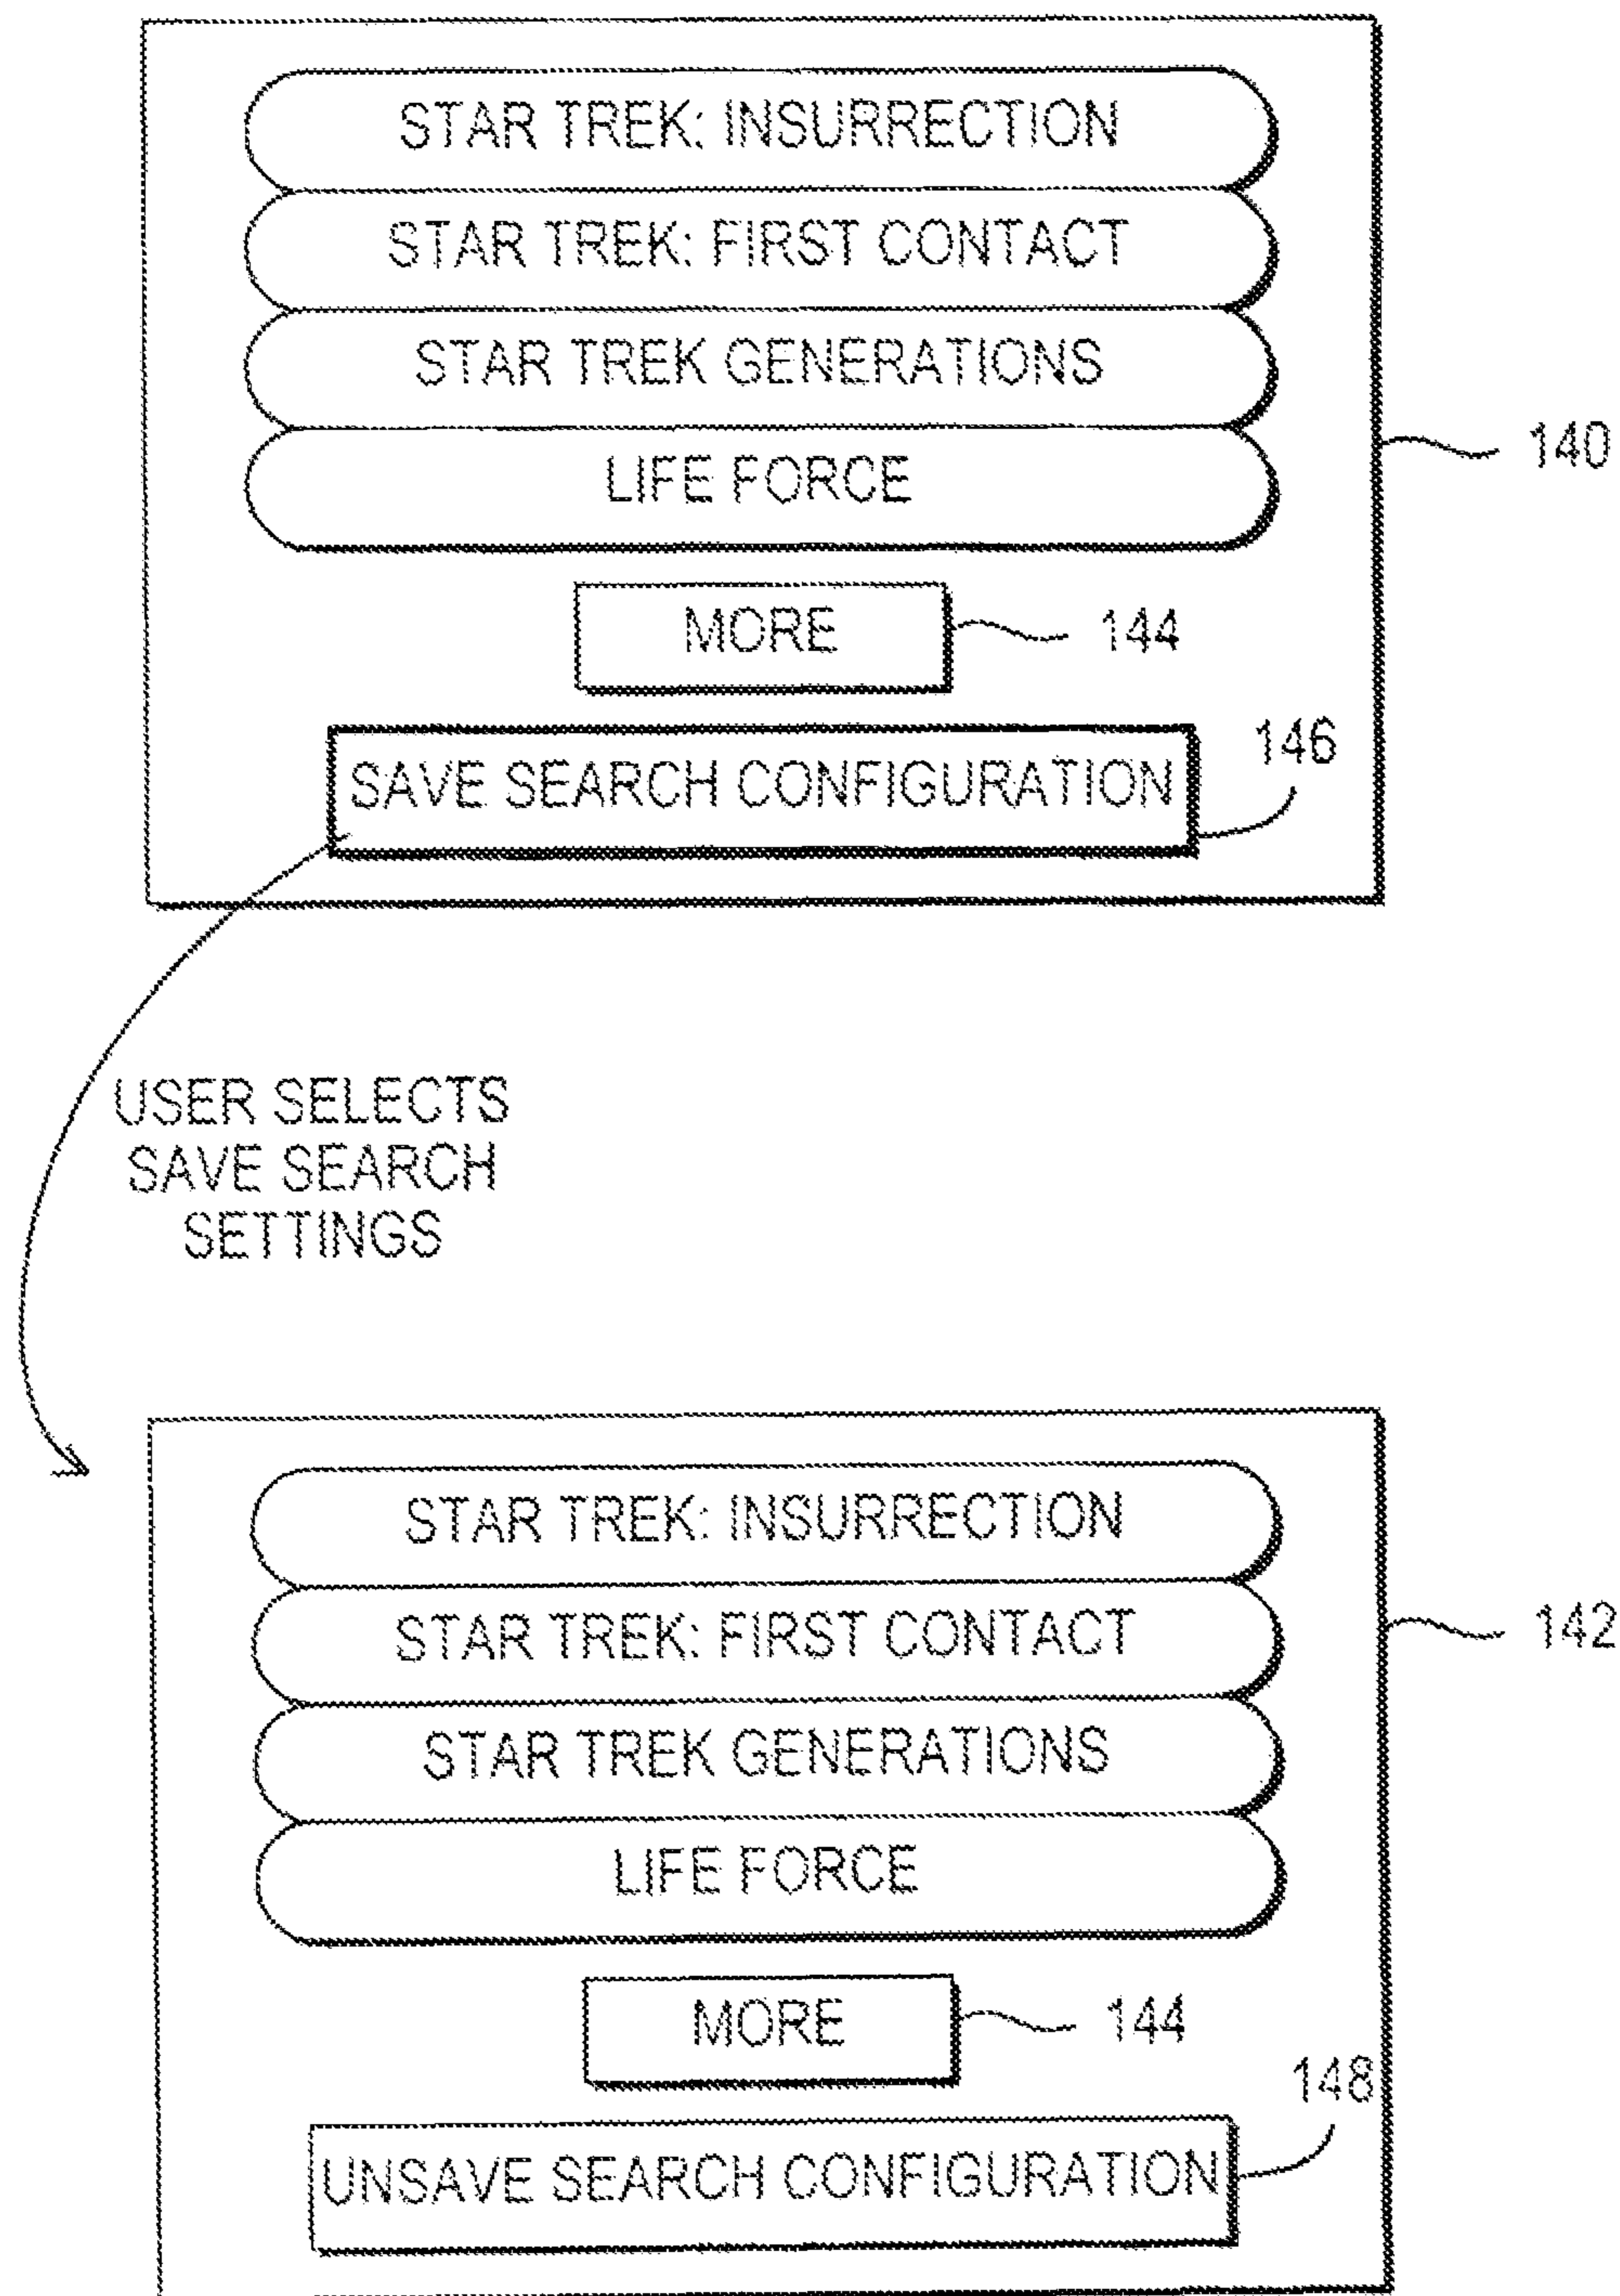 STAR TREK: INSURRECTION
STAR TREK: FIRST CONTACT
STAR TREK GENERATIONS
LIFE FORCE
140
MORE
144
146
SAVE SEARCH CONFIGURATION
USER SELECTS
SAVE SEARCH
SETTINGS
STAR TREK: INSURRECTION
STAR TREK: FIRST CONTACT
142
STAR TREK GENERATIONS
LIFE FORCE
MORE
144
148
UNSAVE SEARCH CONFIGURATION